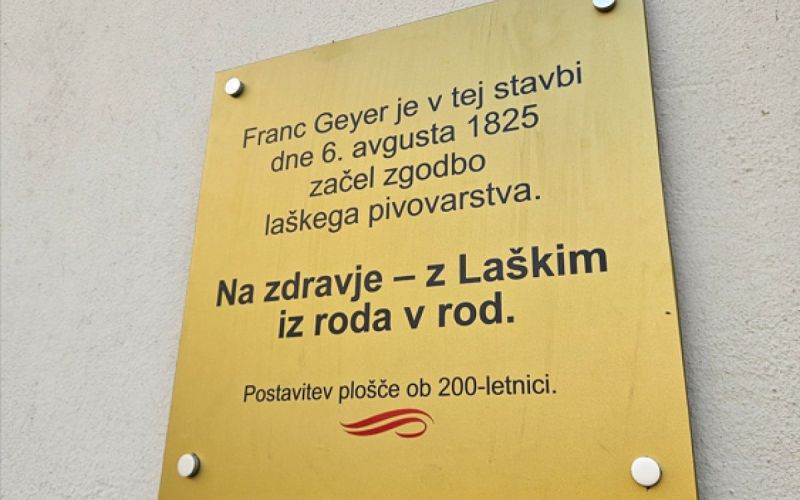 Franc Geyer je v tej stavbi
dne 6. avgusta 1825
začel zgodbo
laškega pivovarstva.
Na zdravje – z Laškim
iz roda v rod.
Postavitev plošče ob 200-letnici.